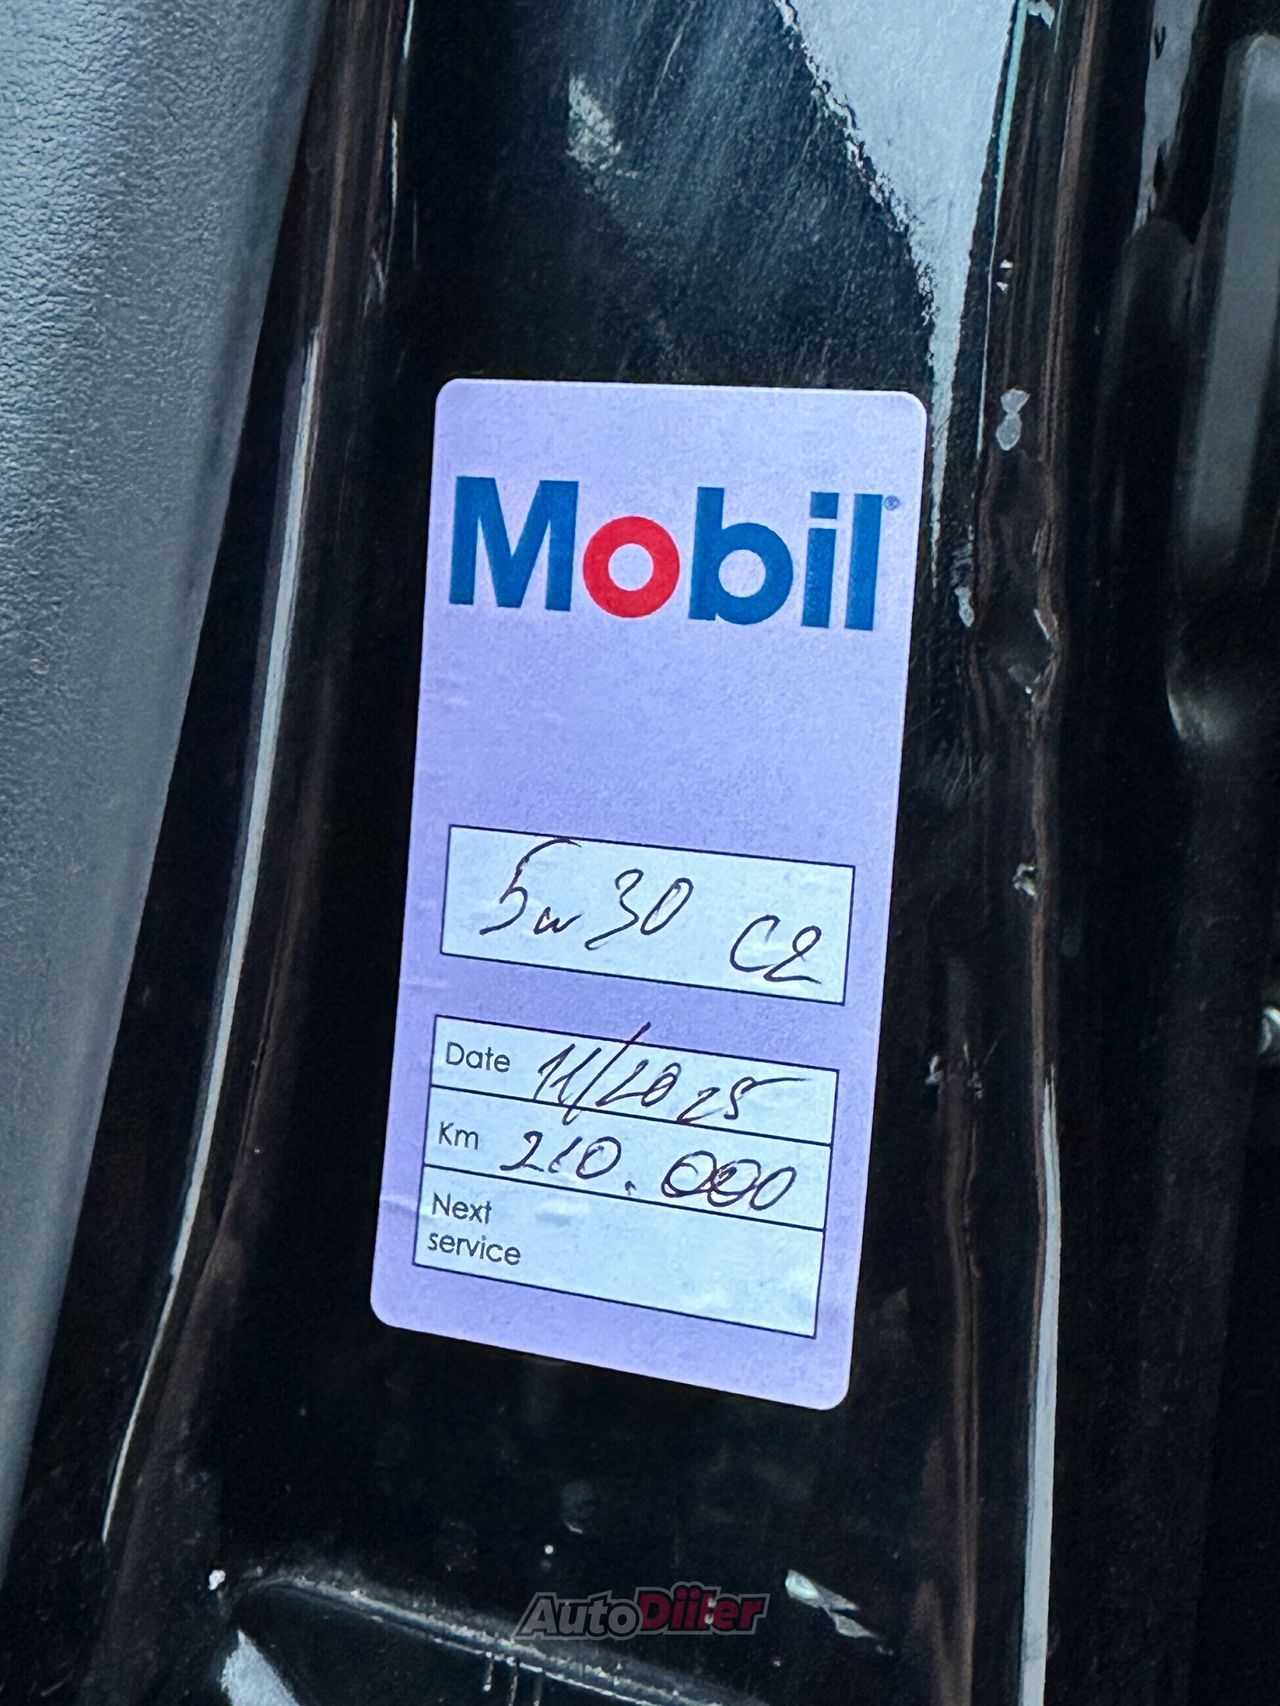 Mobil®
5w30 C2
Date 11/2025
Km 210.000
Next
service
AutoDiiler